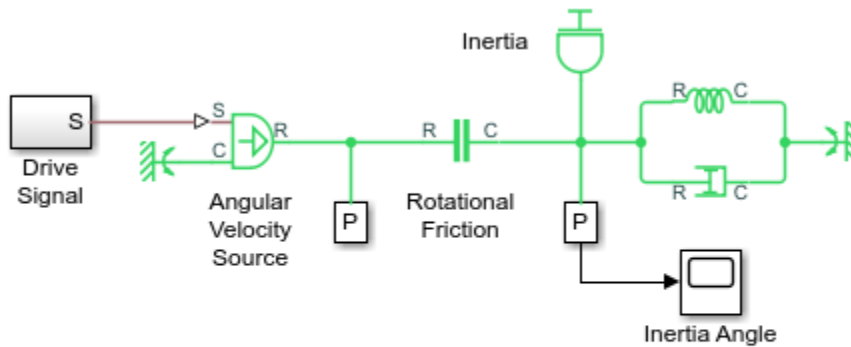 Inertia
S
Drive
Signal
S
C
R
Angular
Velocity
Source
P
R
C
Rotational
Friction
P
R
C
R
C
Inertia Angle